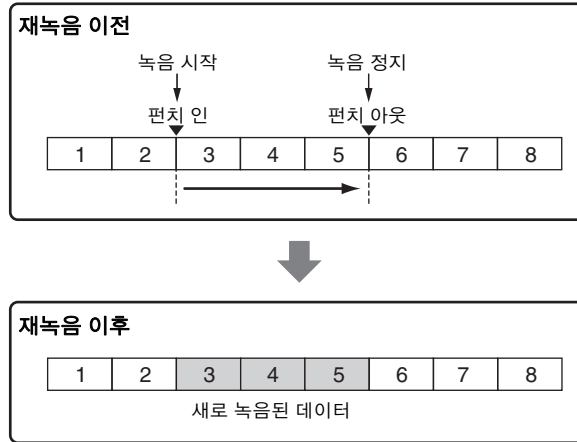 재녹음 이전
녹음 시작 녹음 정지
펀치 인 펀치 아웃
1 2 3 4 5 6 7 8
재녹음 이후
1 2 3 4 5 6 7 8
새로 녹음된 데이터